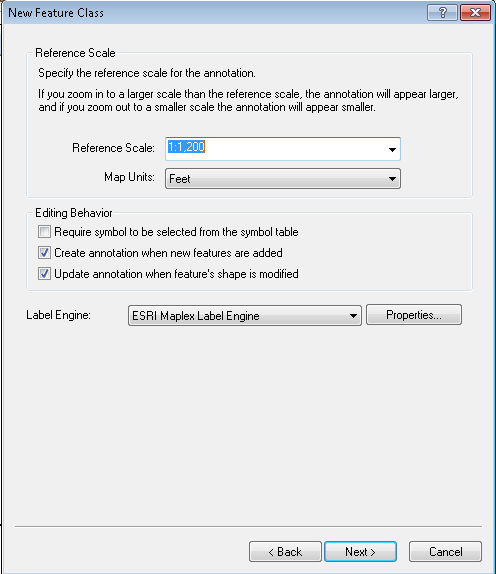 New Feature Class
Reference Scale
Specify the reference scale for the annotation.
If you zoom in to a larger scale than the reference scale, the annotation will appear larger,
and if you zoom out to a smaller scale the annotation will appear smaller.
Reference Scale: 1:1,200
Map Units: Feet
Editing Behavior
Require symbol to be selected from the symbol table
Create annotation when new features are added
Update annotation when feature's shape is modified
Label Engine: ESRI Maplex Label Engine Properties...
< Back Next > Cancel